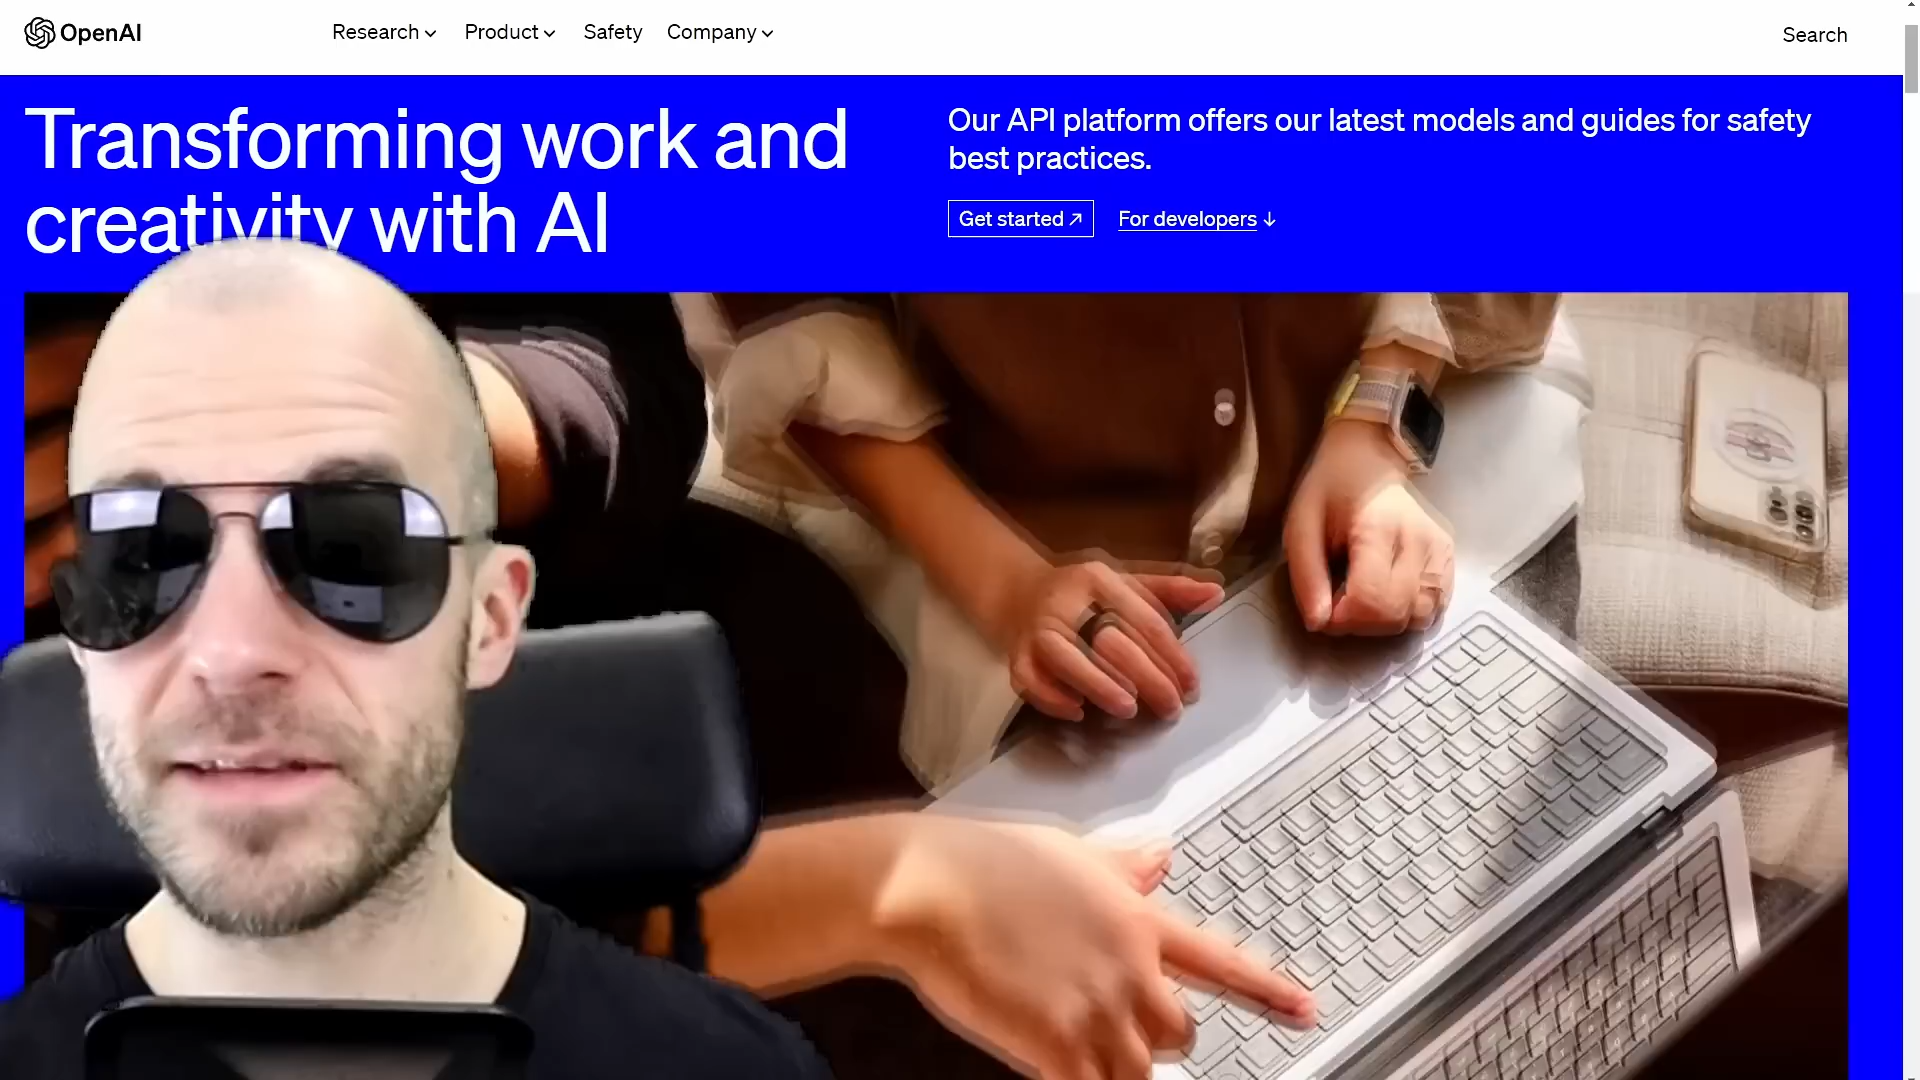 OpenAI
Research
Product
Safety
Company
Search
Transforming work and
creativity with AI
Our API platform offers our latest models and guides for safety
best practices.
Get started ↗
For developers ↓